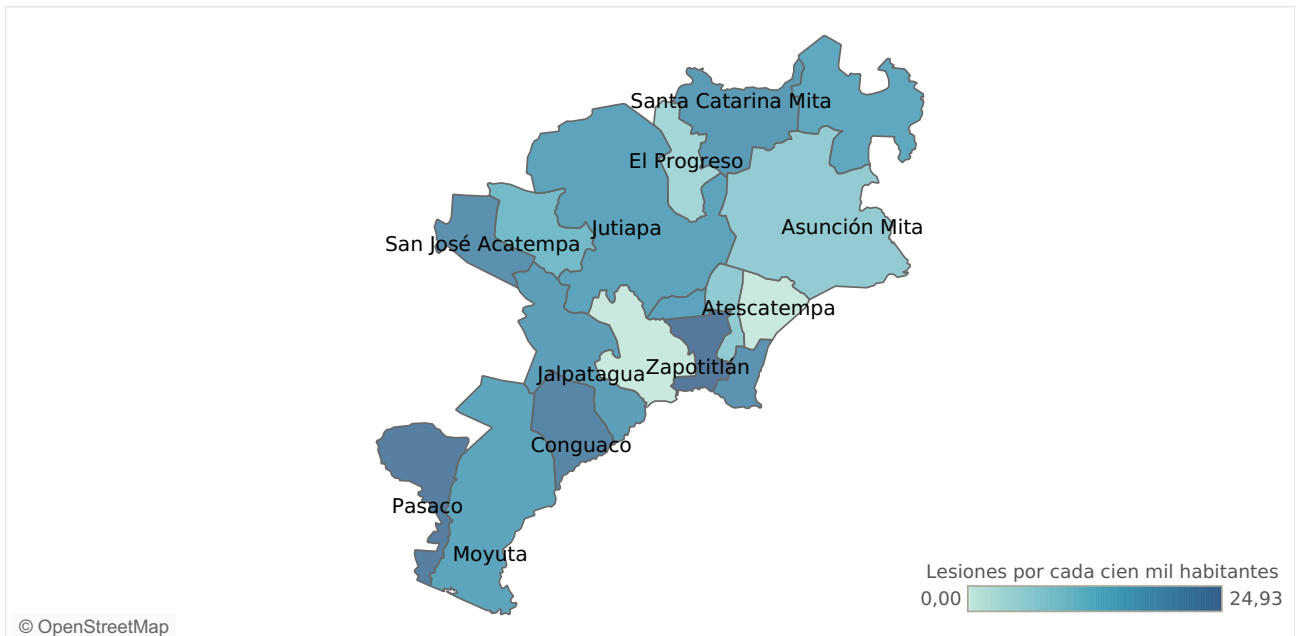 Santa Catarina Mita
El Progreso
Asunción Mita
Jutiapa
San José Acatempa
Atescatempa
Zapotitlán
Jalpatagua
Conguaco
Pasaco
Moyuta
Lesiones por cada cien mil habitantes
0,00 24,93
© OpenStreetMap